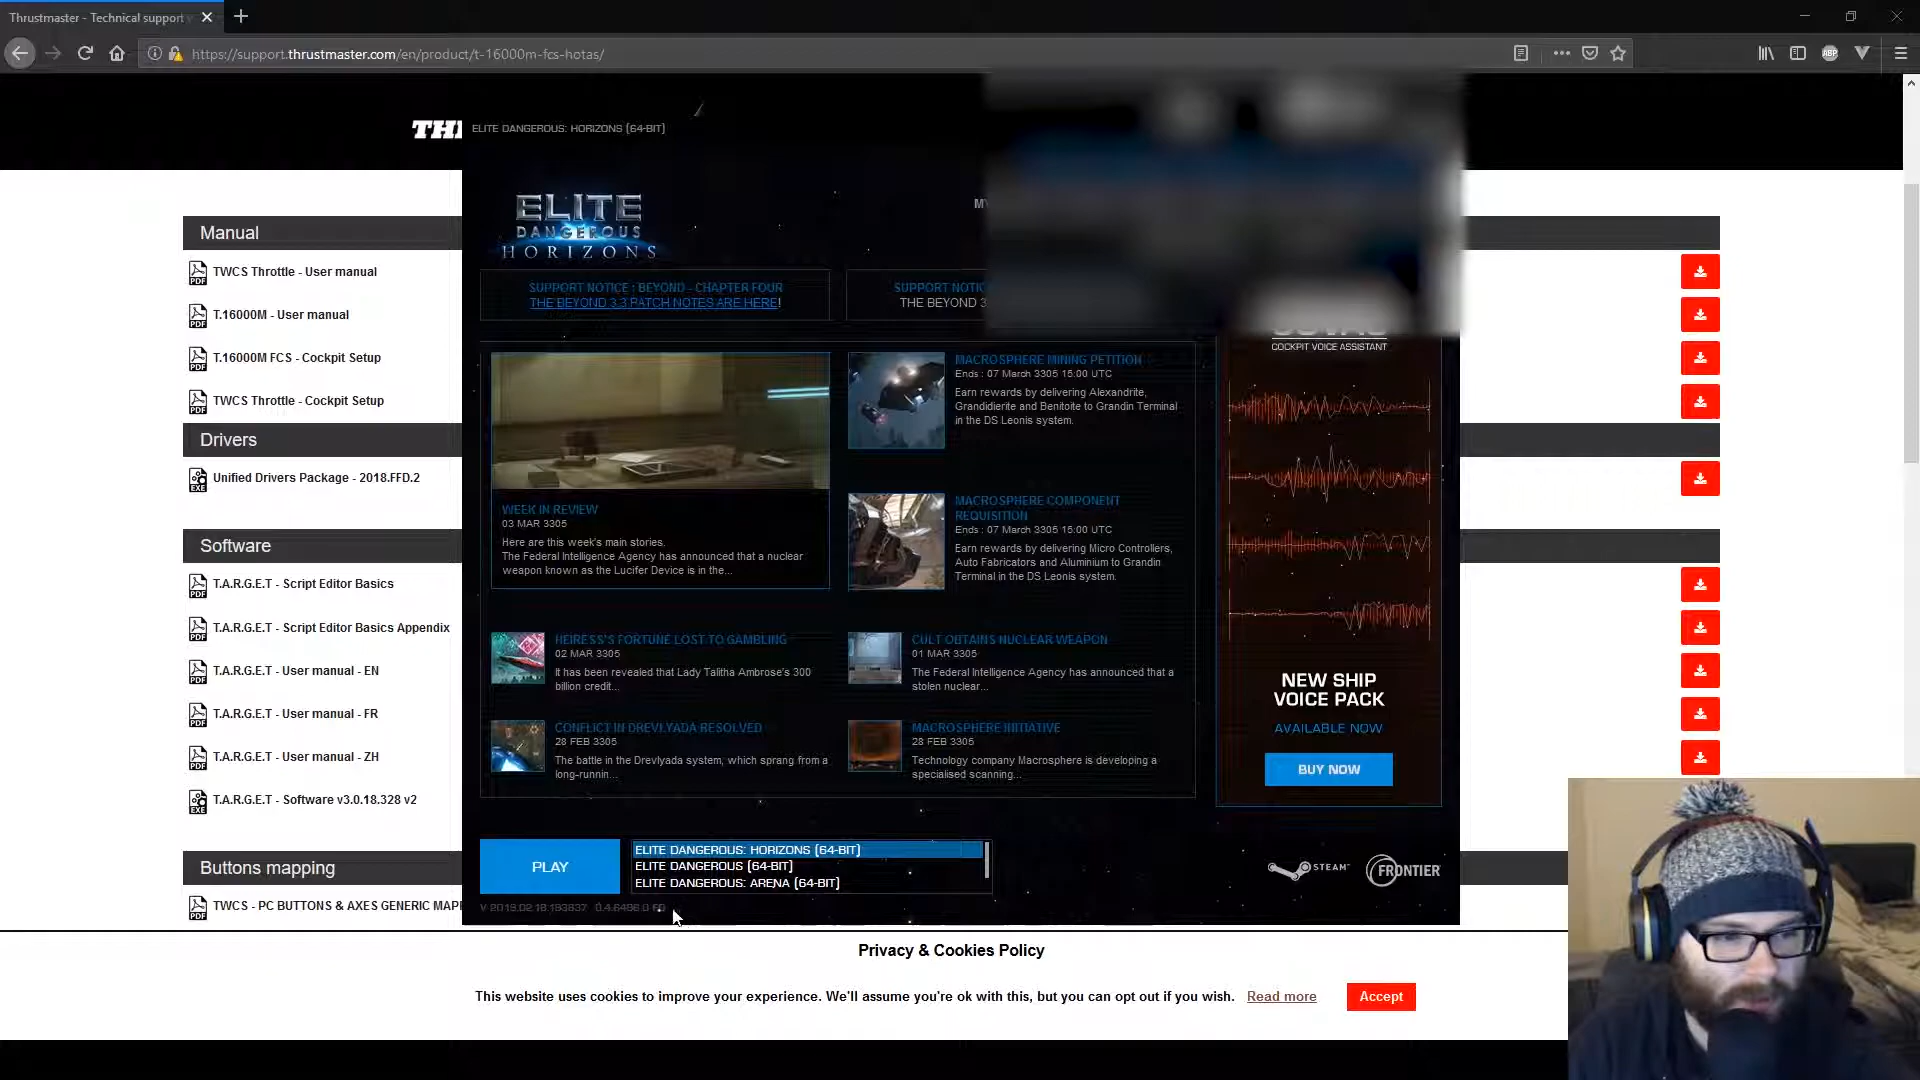 Thrustmaster - Technical support
https://support.thrustmaster.com/en/product/t-16000m-fcs-hotas/
ABP
ELITE DANGEROUS: HORIZONS (64-BIT)
ELITE
DANGEROUS
HORIZONS
Manual
TWCS Throttle - User manual
T.16000M - User manual
T.16000M FCS - Cockpit Setup
TWCS Throttle - Cockpit Setup
Drivers
Unified Drivers Package - 2018.FFD.2
Software
T.A.R.G.E.T - Script Editor Basics
T.A.R.G.E.T - Script Editor Basics Appendix
T.A.R.G.E.T - User manual - EN
T.A.R.G.E.T - User manual - FR
T.A.R.G.E.T - User manual - ZH
T.A.R.G.E.T - Software v3.0.18.328 v2
Buttons mapping
TWCS - PC BUTTONS & AXES GENERIC MAPP
SUPPORT NOTICE : BEYOND - CHAPTER FOUR
THE BEYOND 3.3 PATCH NOTES ARE HERE!
SUPPORT NOTIC
THE BEYOND 3
WEEK IN REVIEW
03 MAR 3305
Here are this week's main stories.
The Federal Intelligence Agency has announced that a nuclear
weapon known as the Lucifer Device is in the...
MACROSPHERE MINING PETITION
Ends : 07 March 3305 15:00 UTC
Earn rewards by delivering Alexandrite,
Grandidierite and Benitoite to Grandin Terminal
in the DS Leonis system.
MACROSPHERE COMPONENT
REQUISITION
Ends : 07 March 3305 15:00 UTC
Earn rewards by delivering Micro Controllers,
Auto Fabricators and Aluminium to Grandin
Terminal in the DS Leonis system.
HEIRESS'S FORTUNE LOST TO GAMBLING
02 MAR 3305
It has been revealed that Lady Talitha Ambrose's 300
billion credit...
CULT OBTAINS NUCLEAR WEAPON
01 MAR 3305
The Federal Intelligence Agency has announced that a
stolen nuclear...
CONFLICT IN DREVLYADA RESOLVED
28 FEB 3305
The battle in the Drevlyada system, which sprang from a
long-runnin...
MACROSPHERE INITIATIVE
28 FEB 3305
Technology company Macrosphere is developing a
specialised scanning...
COCKPIT VOICE ASSISTANT
NEW SHIP
VOICE PACK
AVAILABLE NOW
BUY NOW
PLAY
ELITE DANGEROUS: HORIZONS (64-BIT)
ELITE DANGEROUS (64-BIT)
ELITE DANGEROUS: ARENA (64-BIT)
STEAM
FRONTIER
Privacy & Cookies Policy
This website uses cookies to improve your experience. We'll assume you're ok with this, but you can opt out if you wish. Read more
Accept